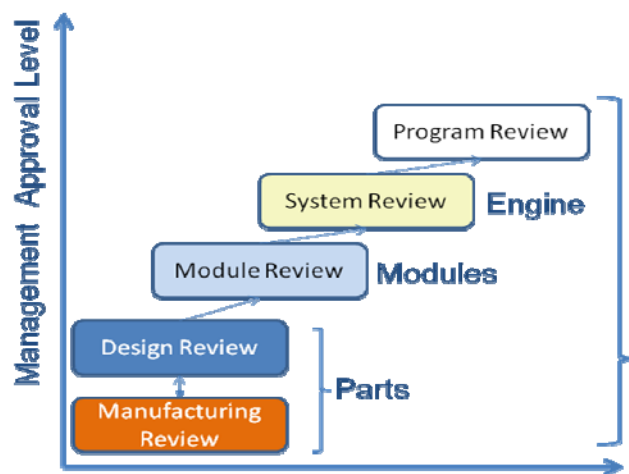 Management Approval Level
Program Review
System Review
Engine
Module Review
Modules
Design Review
Parts
Manufacturing
Review